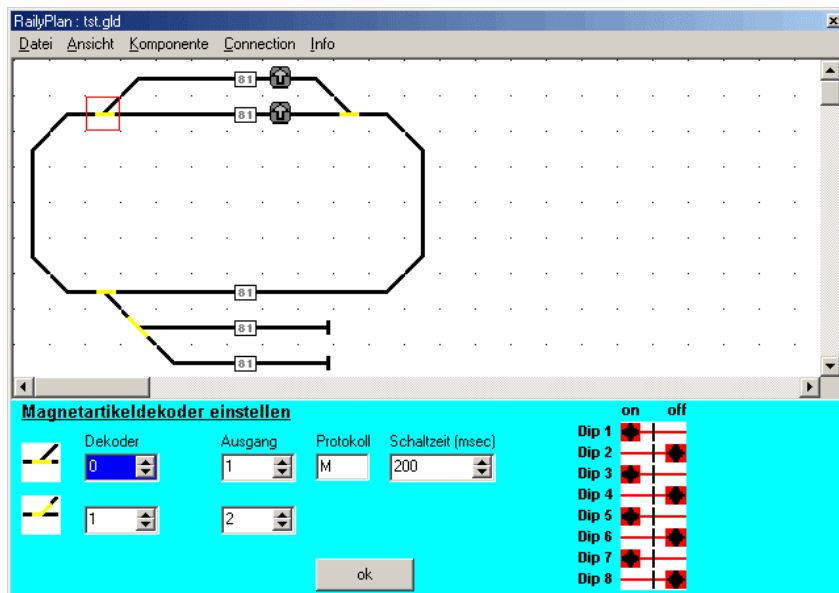 RailyPlan : tst.gld
Datei Ansicht Komponente Connection Info
81
81
81
81
81
Magnetartikeldekoder einstellen
Dekoder Ausgang Protokoll Schaltzeit (msec)
0 1 M 200
1 2
ok
on off
Dip 1
Dip 2
Dip 3
Dip 4
Dip 5
Dip 6
Dip 7
Dip 8